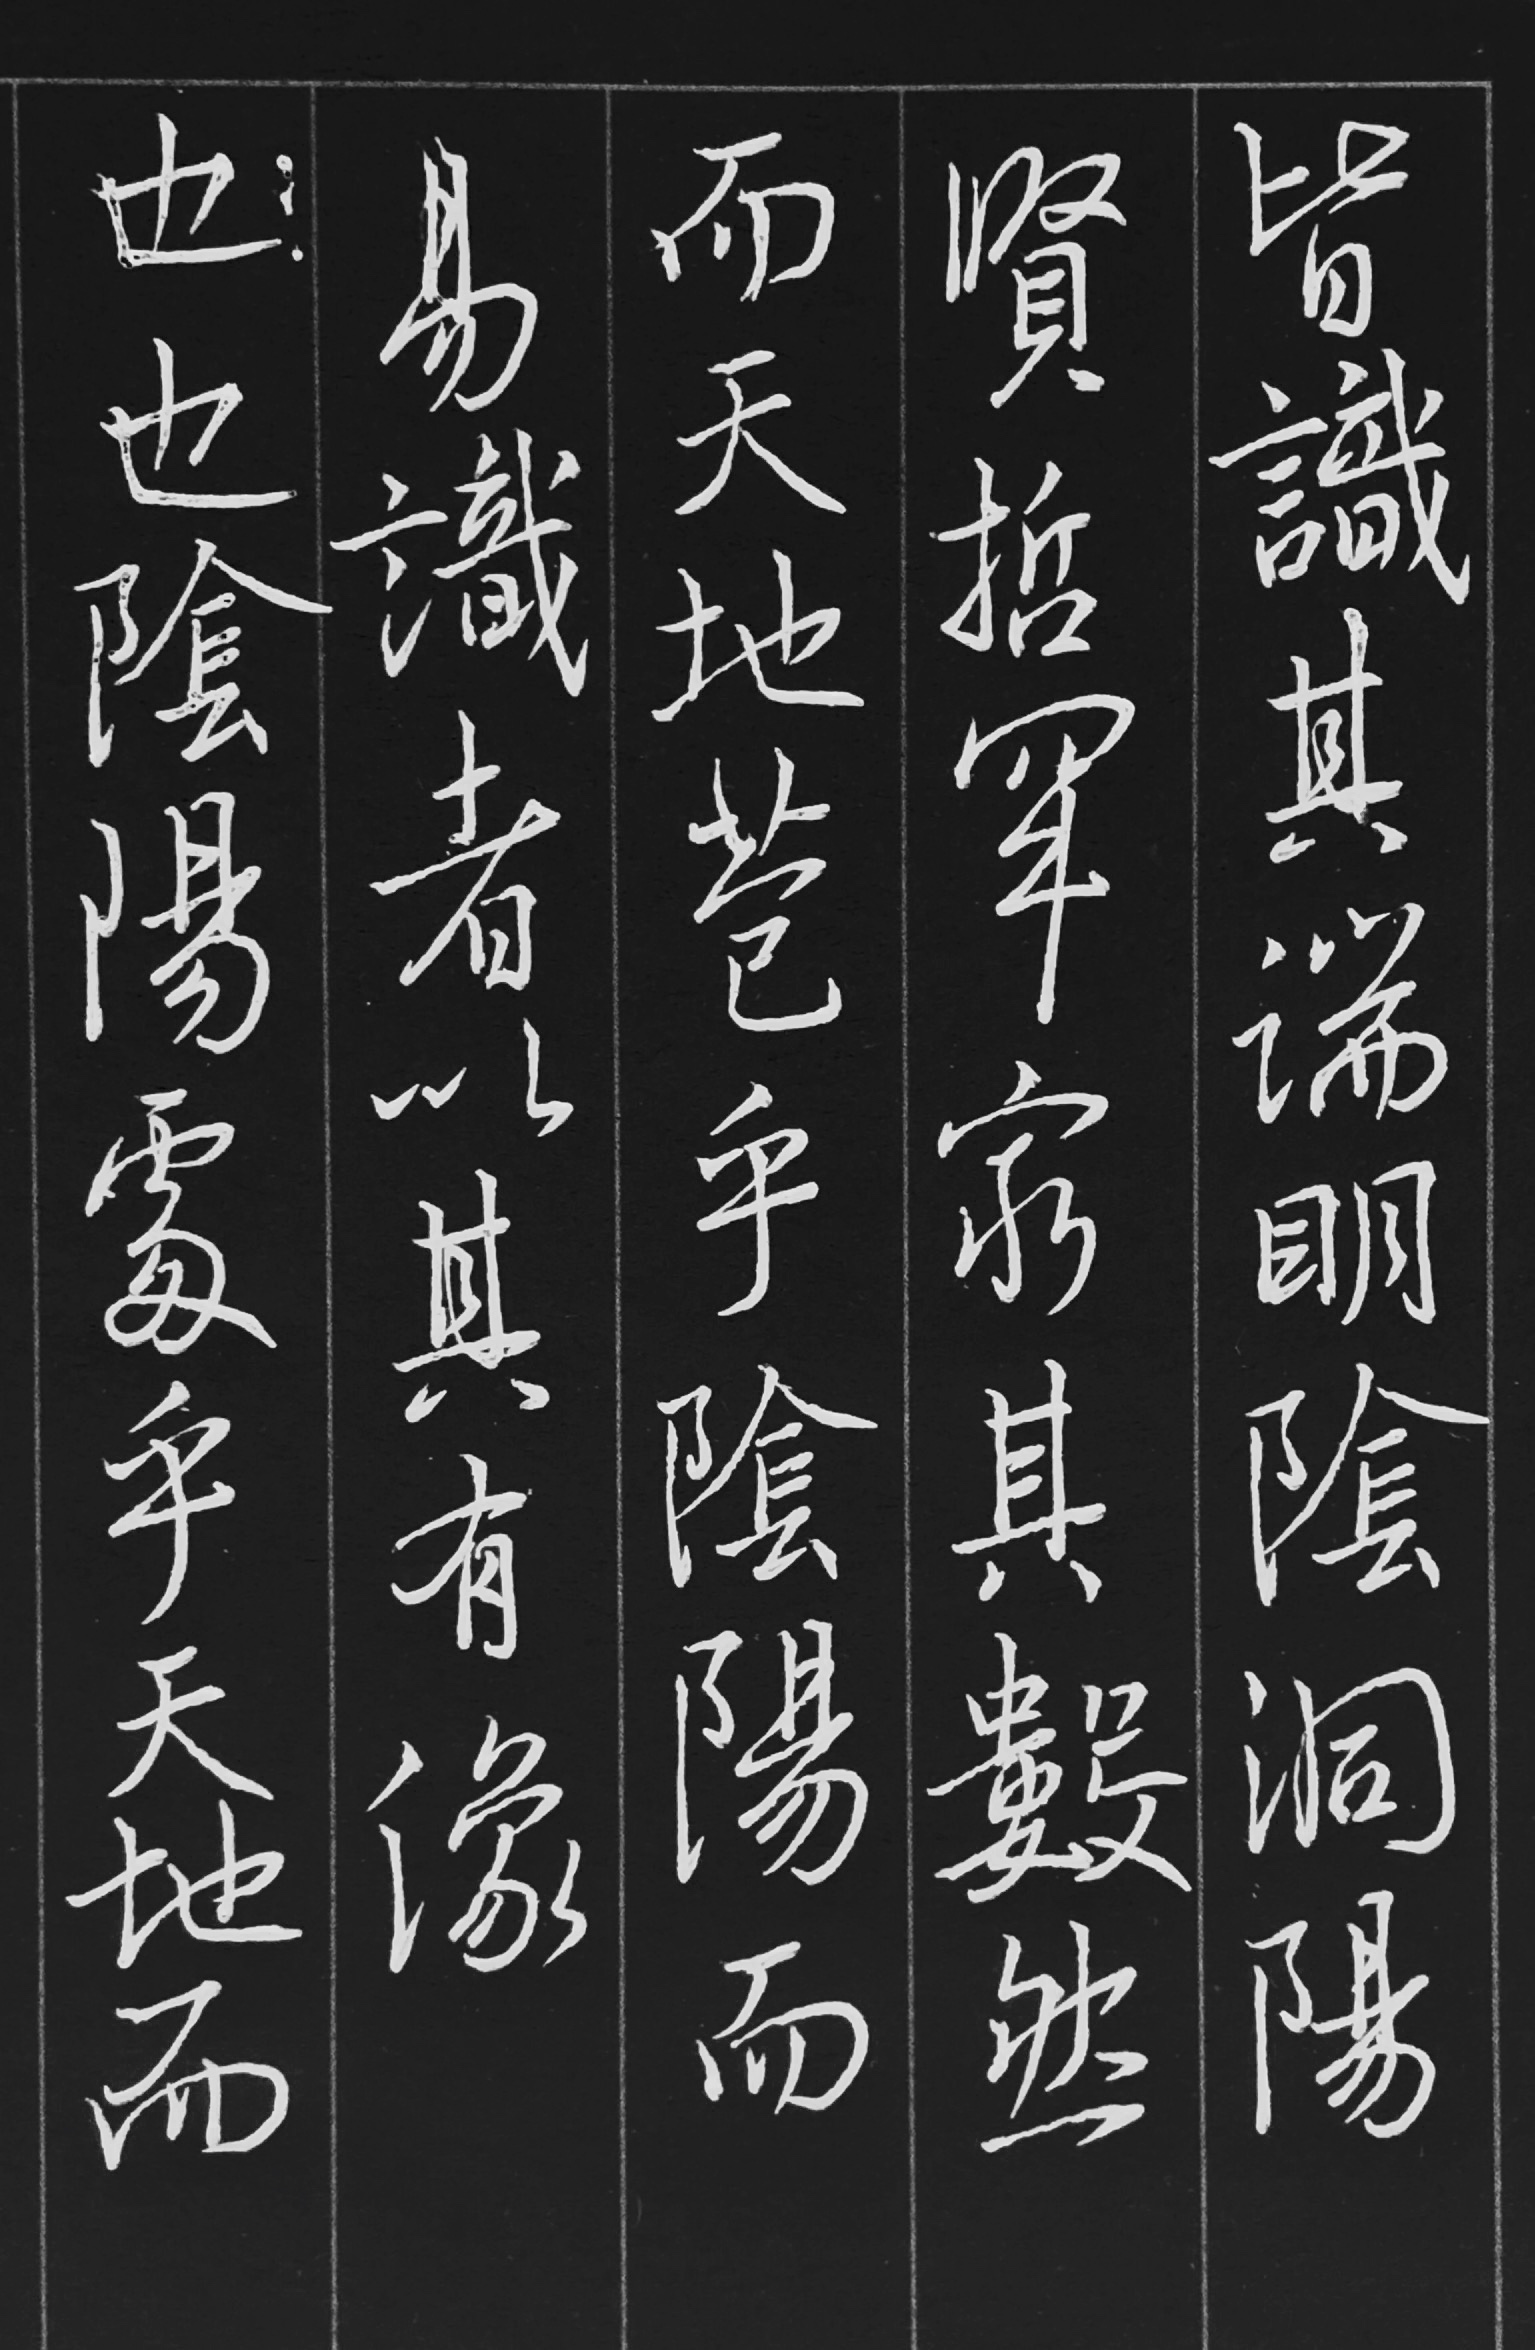 皆識其端明陰洞陽
賢哲罕窮其數然
而天地苞乎陰陽而
易識者以其有像
也也陰陽處乎天地而